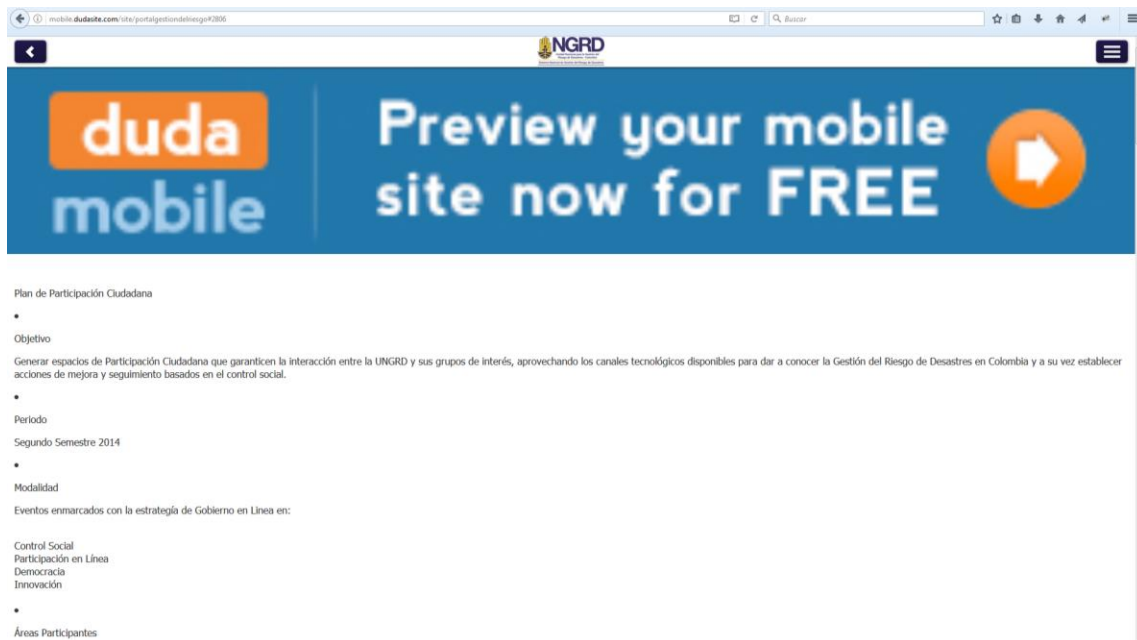 mobile.dudasite.com/site/portalgestiondelriesgo#2806
Buscar
NGRD
duda
mobile
Preview your mobile
site now for FREE
Plan de Participación Ciudadana
•
Objetivo
Generar espacios de Participación Ciudadana que garanticen la interacción entre la UNGRD y sus grupos de interés, aprovechando los canales tecnológicos disponibles para dar a conocer la Gestión del Riesgo de Desastres en Colombia y a su vez establecer
acciones de mejora y seguimiento basados en el control social.
•
Periodo
Segundo Semestre 2014
•
Modalidad
Eventos enmarcados con la estrategía de Gobierno en Linea en:
Control Social
Participación en Línea
Democracia
Innovación
•
Áreas Participantes